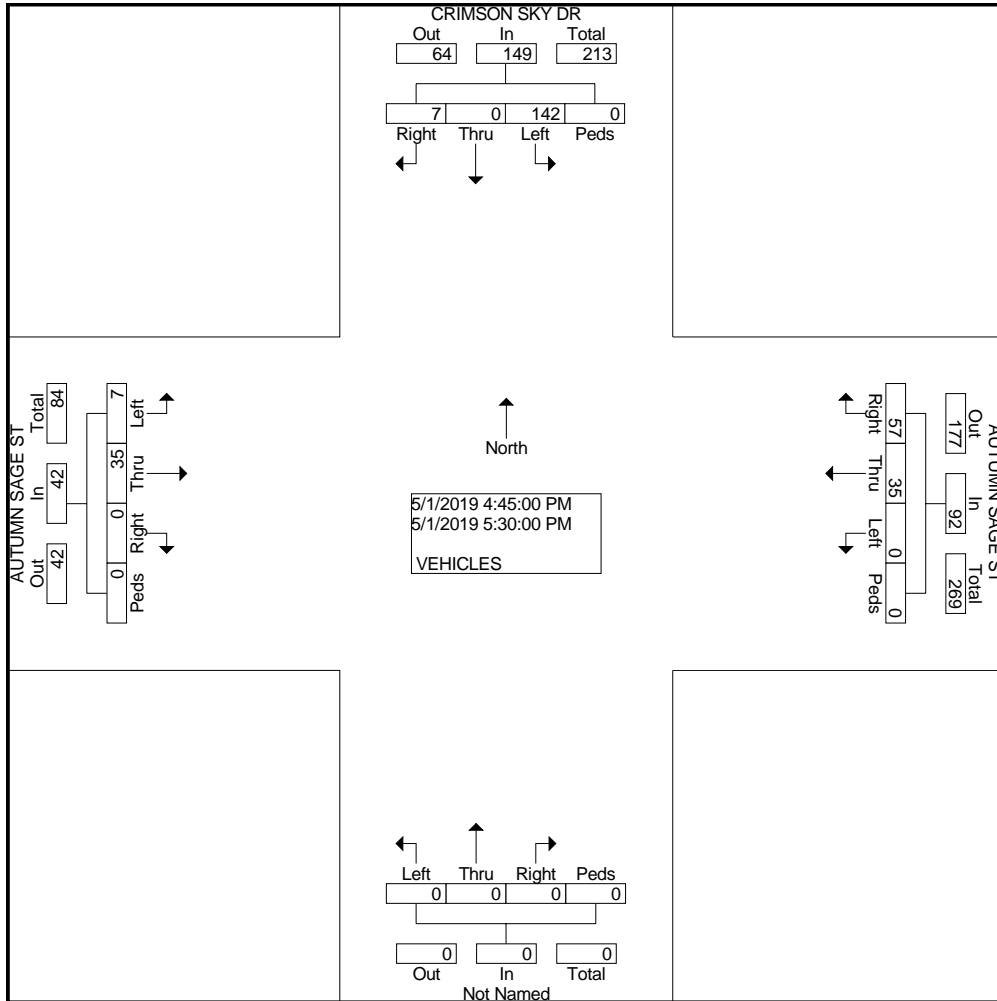 CRIMSON SKY DR
Out In Total
64 149 213
7 0 142 0
Right Thru Left Peds
AUTUMN SAGE ST
Total In Out
84 42 42
7 35 0 0
Left Thru Right Peds
North
5/1/2019 4:45:00 PM
5/1/2019 5:30:00 PM
VEHICLES
Right Thru Left Peds
57 35 0 0
177 92 269
Out In Total
AUTUMN SAGE ST
Left Thru Right Peds
0 0 0 0
0 0 0
Out In Total
Not Named